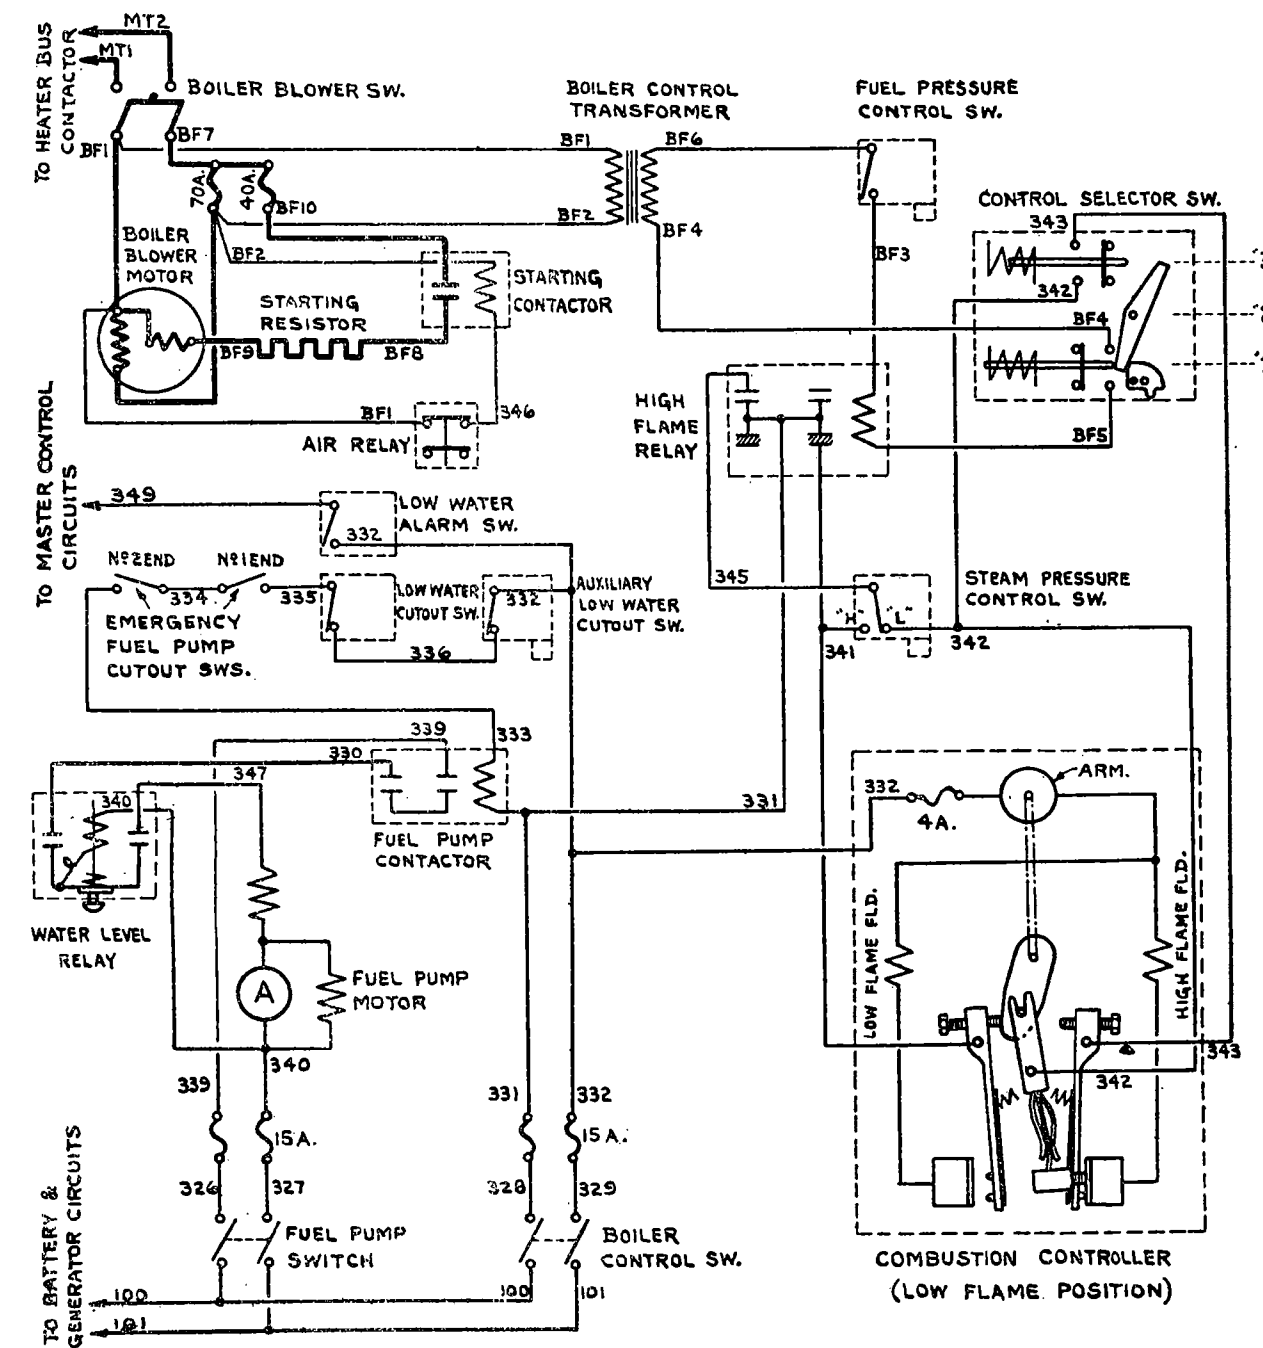 MT2
MT1
TO HEATER BUS
CONTACTOR
BOILER BLOWER SW.
BF1
BF7
70A.
40A.
BF10
BF2
BOILER
BLOWER
MOTOR
STARTING
RESISTOR
BF9
BF8
STARTING
CONTACTOR
BF1
346
AIR RELAY
BOILER CONTROL
TRANSFORMER
BF1
BF2
BF6
BF4
FUEL PRESSURE
CONTROL SW.
BF3
CONTROL SELECTOR SW.
343
342
BF4
BF5
HIGH
FLAME
RELAY
TO MASTER CONTROL
CIRCUITS
349
LOW WATER
ALARM SW.
332
No2END
No1END
334
335
EMERGENCY
FUEL PUMP
CUTOUT SWS.
LOW WATER
CUTOUT SW.
332
336
AUXILIARY
LOW WATER
CUTOUT SW.
345
STEAM PRESSURE
CONTROL SW.
"H"
"L"
341
342
339
330
333
347
340
FUEL PUMP
CONTACTOR
331
WATER LEVEL
RELAY
A
FUEL PUMP
MOTOR
340
332
4A.
ARM.
LOW FLAME FLD.
HIGH FLAME FLD.
343
342
339
15A.
326
327
FUEL PUMP
SWITCH
331
332
15A.
328
329
BOILER
CONTROL SW.
100
101
TO BATTERY &
GENERATOR CIRCUITS
100
101
COMBUSTION CONTROLLER
(LOW FLAME POSITION)